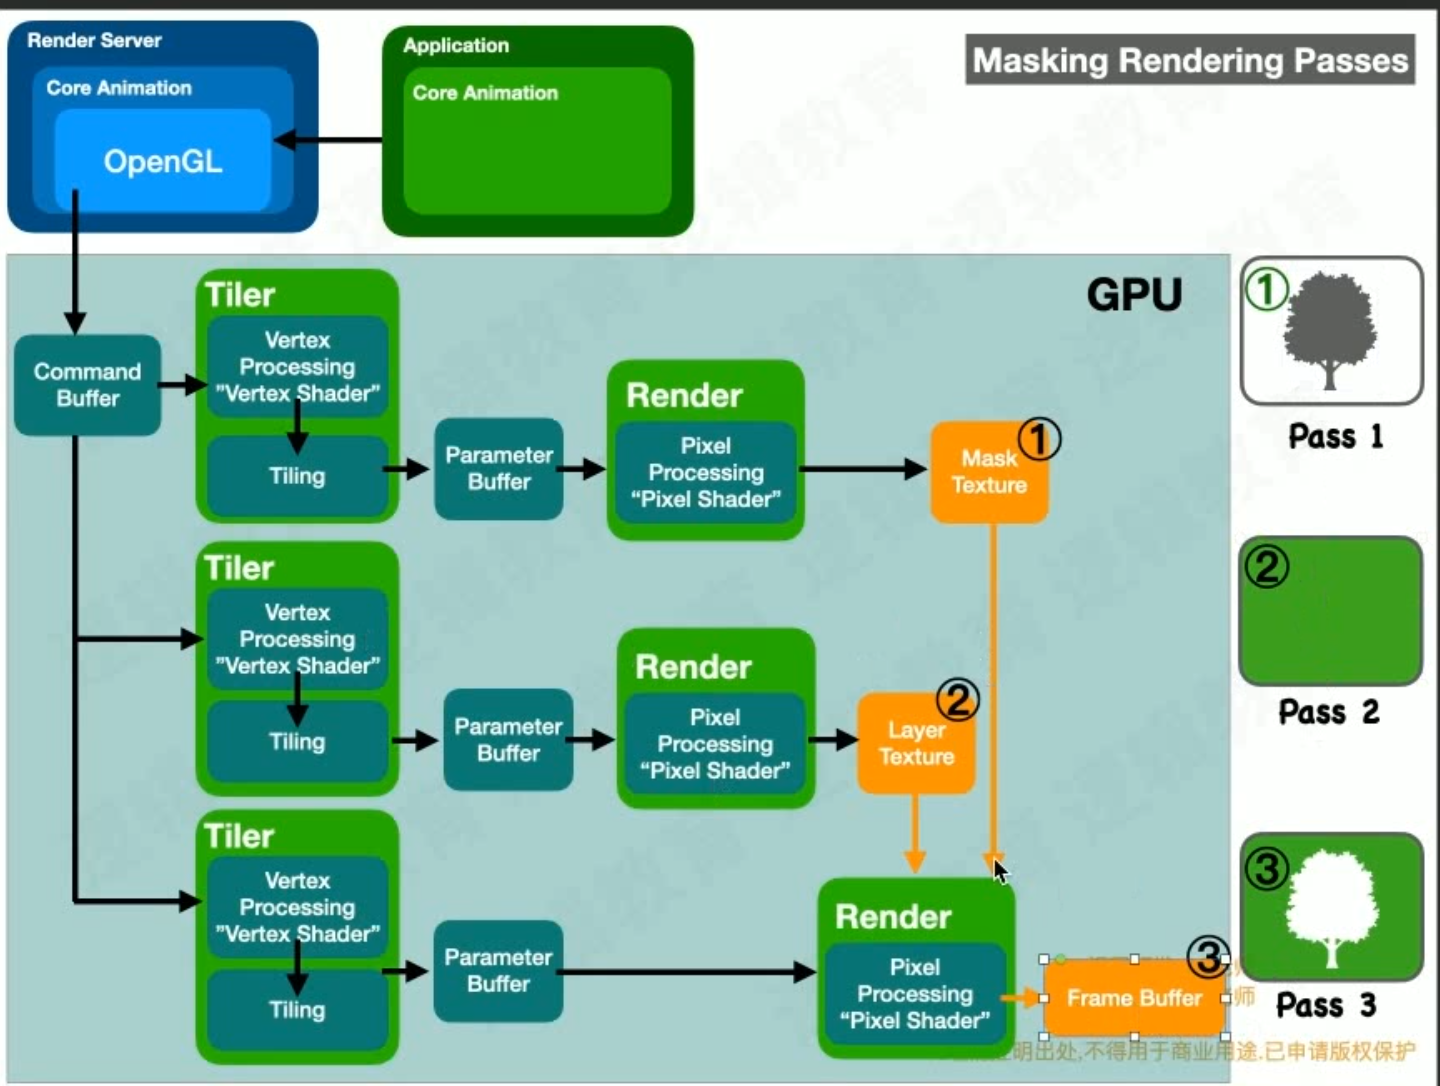 Render Server
Core Animation
OpenGL
Application
Core Animation
Masking Rendering Passes
GPU
Command
Buffer
Tiler
Vertex
Processing
”Vertex Shader”
Tiling
Parameter
Buffer
Render
Pixel
Processing
“Pixel Shader”
Mask
Texture
①
①
Pass 1
Tiler
Vertex
Processing
”Vertex Shader”
Tiling
Parameter
Buffer
Render
Pixel
Processing
“Pixel Shader”
Layer
Texture
②
②
Pass 2
Tiler
Vertex
Processing
”Vertex Shader”
Tiling
Parameter
Buffer
Render
Pixel
Processing
“Pixel Shader”
Frame Buffer
③
③
Pass 3
师
明出处,不得用于商业用途.已申请版权保护